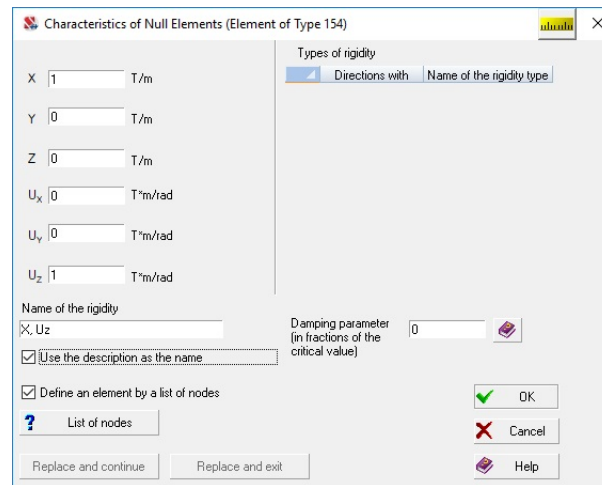 Characteristics of Null Elements (Element of Type 154)
Types of rigidity
Directions with Name of the rigidity type
X 1 T/m
Y 0 T/m
Z 0 T/m
UX 0 T*m/rad
UY 0 T*m/rad
UZ 1 T*m/rad
Name of the rigidity
X, Uz
Use the description as the name
Damping parameter
(in fractions of the
critical value)
0
Define an element by a list of nodes
? List of nodes
OK
Cancel
Replace and continue Replace and exit Help